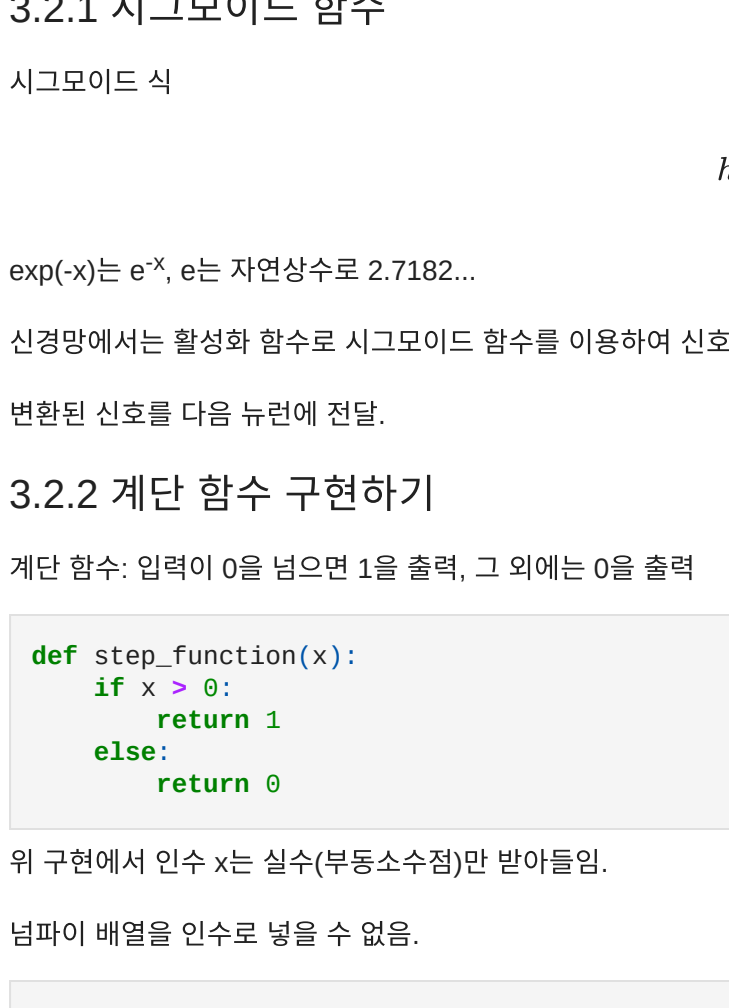 3.2.1 시그모이드 함수
시그모이드 식
h
exp(-x)는 e-x, e는 자연상수로 2.7182...
신경망에서는 활성화 함수로 시그모이드 함수를 이용하여 신호
변환된 신호를 다음 뉴런에 전달.
3.2.2 계단 함수 구현하기
계단 함수: 입력이 0을 넘으면 1을 출력, 그 외에는 0을 출력
def step_function(x):
    if x > 0:
        return 1
    else:
        return 0
위 구현에서 인수 x는 실수(부동소수점)만 받아들임.
넘파이 배열을 인수로 넣을 수 없음.